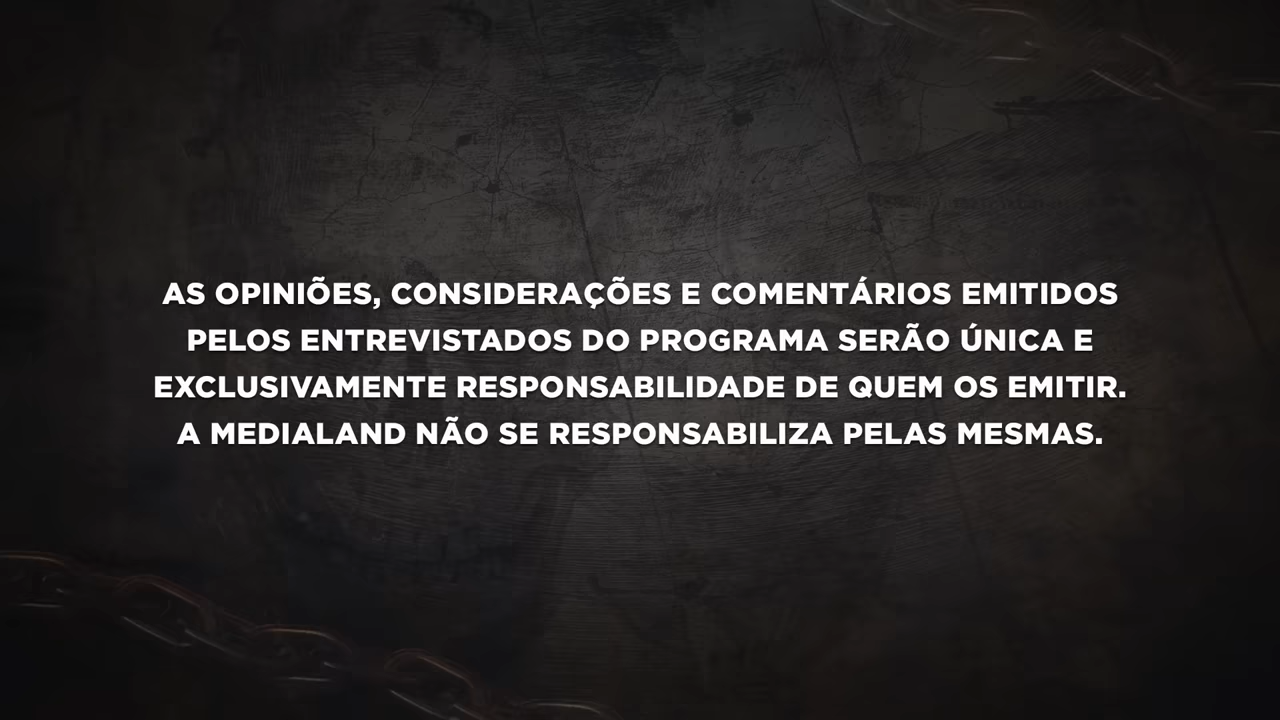 AS OPINIÕES, CONSIDERAÇÕES E COMENTÁRIOS EMITIDOS
PELOS ENTREVISTADOS DO PROGRAMA SERÃO ÚNICA E
EXCLUSIVAMENTE RESPONSABILIDADE DE QUEM OS EMITIR.
A MEDIALAND NÃO SE RESPONSABILIZA PELAS MESMAS.